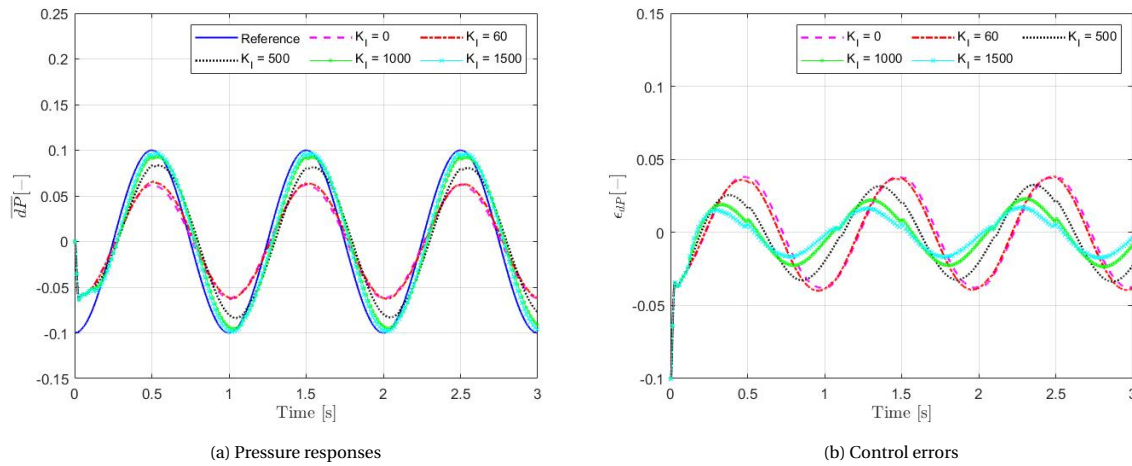 Reference
K_I = 0
K_I = 60
K_I = 500
K_I = 1000
K_I = 1500
0.25
0.2
0.15
0.1
0.05
0
-0.05
-0.1
-0.15
0 0.5 1 1.5 2 2.5 3
Time [s]
dP[−]
(a) Pressure responses
K_I = 0
K_I = 60
K_I = 500
K_I = 1000
K_I = 1500
0.15
0.1
0.05
0
-0.05
-0.1
0 0.5 1 1.5 2 2.5 3
Time [s]
ϵdP[−]
(b) Control errors